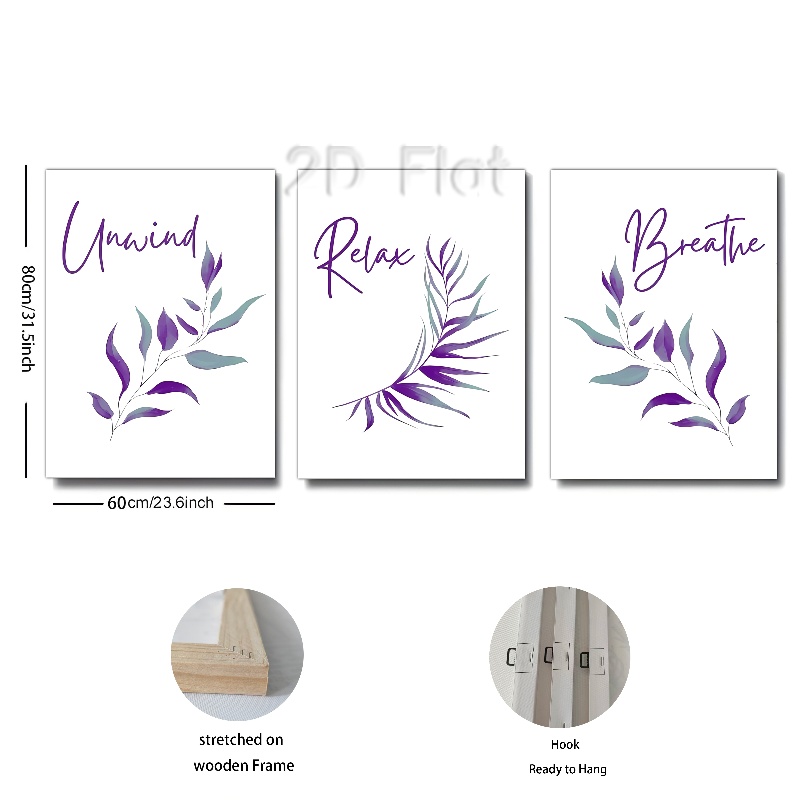 2D Flat
Unwind
Relax
Breathe
80cm/31.5inch
60cm/23.6inch
stretched on
wooden Frame
Hook
Ready to Hang